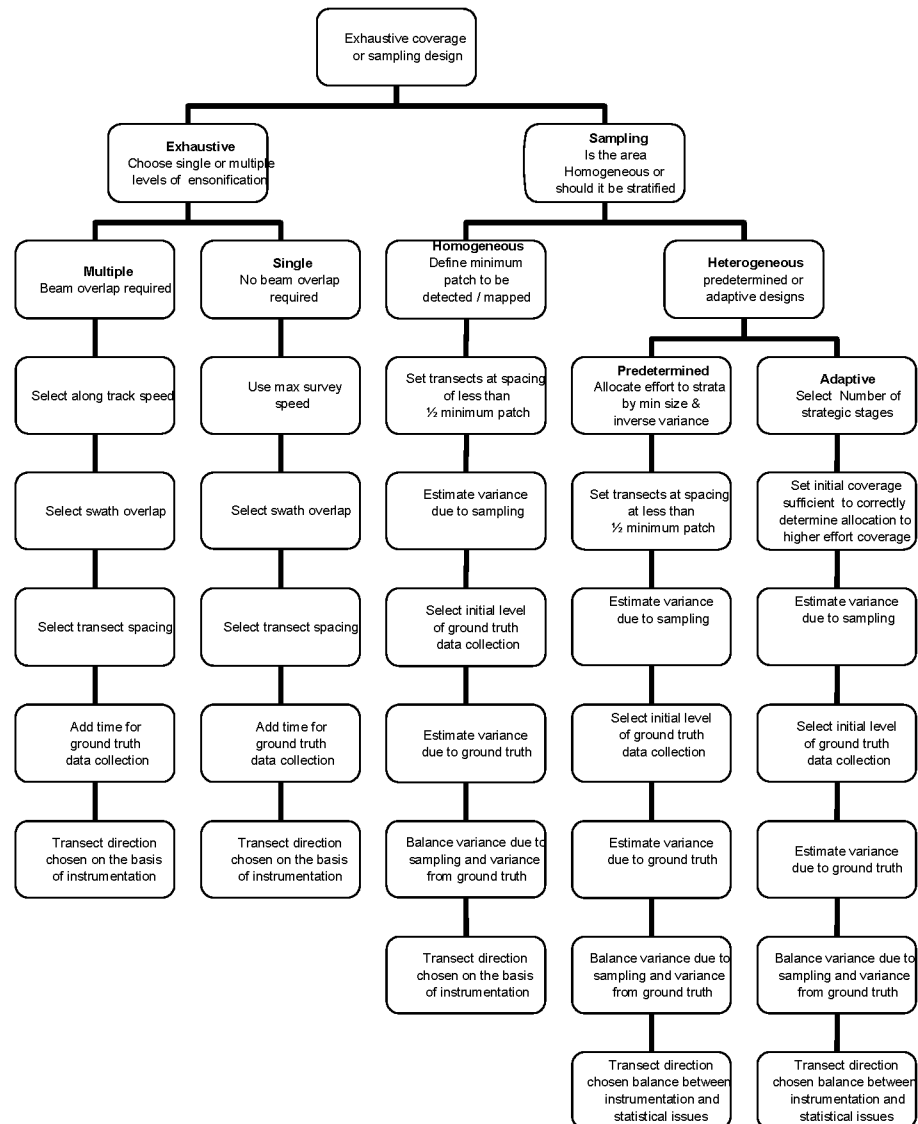 Exhaustive coverage
or sampling design
Exhaustive
Choose single or multiple
levels of ensonification
Sampling
Is the area
Homogeneous or
should it be stratified
Multiple
Beam overlap required
Single
No beam overlap
required
Homogeneous
Define minimum
patch to be
detected / mapped
Heterogeneous
predetermined or
adaptive designs
Select along track speed
Use max survey
speed
Set transects at spacing
of less than
½ minimum patch
Predetermined
Allocate effort to strata
by min size &
inverse variance
Adaptive
Select Number of
strategic stages
Select swath overlap
Select swath overlap
Estimate variance
due to sampling
Set transects at spacing
at less than
½ minimum patch
Set initial coverage
sufficient to correctly
determine allocation to
higher effort coverage
Select transect spacing
Select transect spacing
Select initial level
of ground truth
data collection
Estimate variance
due to sampling
Estimate variance
due to sampling
Add time for
ground truth
data collection
Add time for
ground truth
data collection
Estimate variance
due to ground truth
Select initial level
of ground truth
data collection
Select initial level
of ground truth
data collection
Transect direction
chosen on the basis
of instrumentation
Transect direction
chosen on the basis
of instrumentation
Balance variance due to
sampling and variance
from ground truth
Estimate variance
due to ground truth
Estimate variance
due to ground truth
Transect direction
chosen on the basis
of instrumentation
Balance variance due to
sampling and variance
from ground truth
Balance variance due to
sampling and variance
from ground truth
Transect direction
chosen balance between
instrumentation and
statistical issues
Transect direction
chosen balance between
instrumentation and
statistical issues